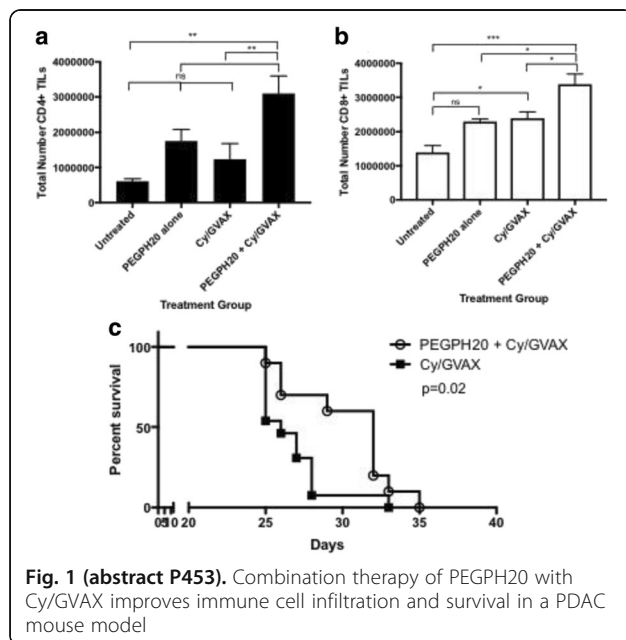 a
**
**
ns
4000000
3000000
2000000
1000000
0
Total Number CD4+ TILs
Untreated
PEGPH20 alone
Cy/GVAX
PEGPH20 + Cy/GVAX
Treatment Group
b
***
*
*
*
ns
4000000
3000000
2000000
1000000
0
Total Number CD8+ TILs
Untreated
PEGPH20 alone
Cy/GVAX
PEGPH20 + Cy/GVAX
Treatment Group
c
100
50
0
Percent survival
PEGPH20 + Cy/GVAX
Cy/GVAX
p=0.02
0 5 10 20 25 30 35 40
Days
Fig. 1 (abstract P453). Combination therapy of PEGPH20 with
Cy/GVAX improves immune cell infiltration and survival in a PDAC
mouse model